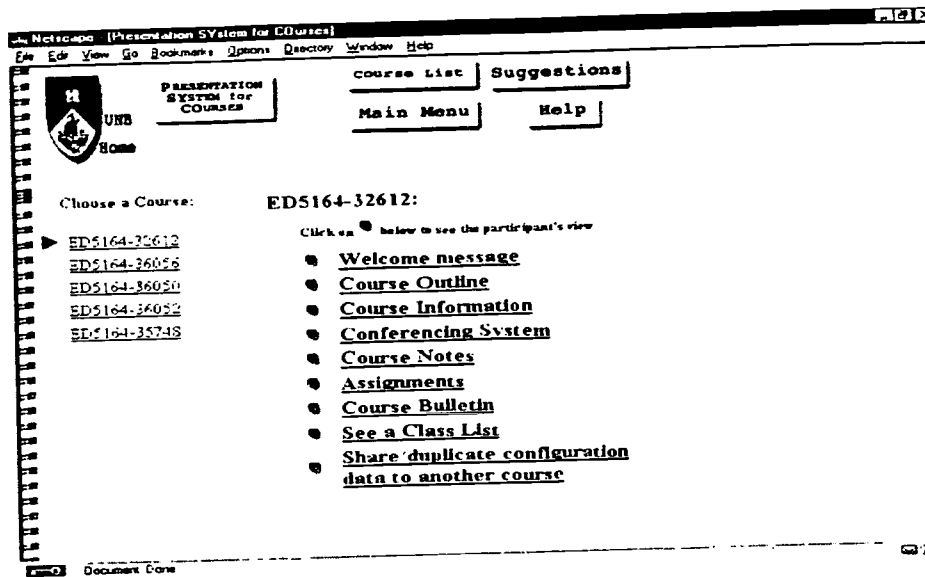 Netscape - [Presentation SYstem for COurses]
File Edit View Go Bookmarks Options Directory Window Help
PRESENTATION
SYSTEM for
COURSES
Course List
Suggestions
Main Menu
Help
UNB
Home
Choose a Course:
ED5164-32612
ED5164-36056
ED5164-36050
ED5164-36052
ED5164-35748
ED5164-32612:
Click on below to see the participant's view
Welcome message
Course Outline
Course Information
Conferencing System
Course Notes
Assignments
Course Bulletin
See a Class List
Share/duplicate configuration
data to another course
Document Done